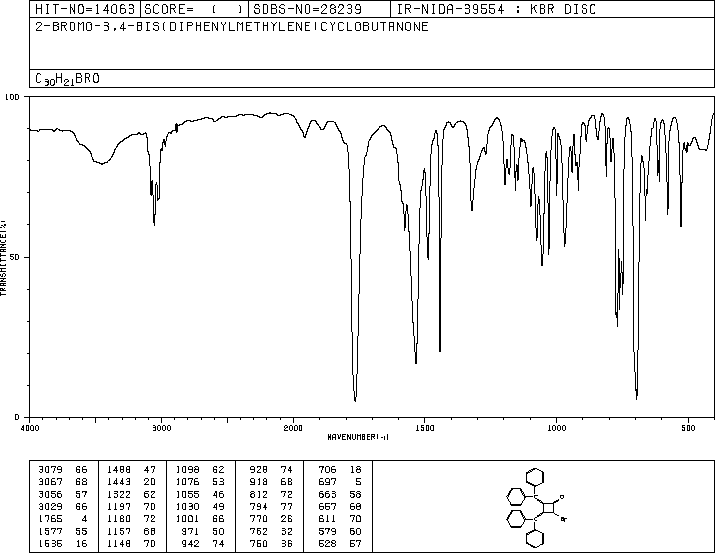 HIT-NO=14063 SCORE= ( ) SDBS-NO=28239 IR-NIDA-39554 : KBR DISC
2-BROMO-3,4-BIS(DIPHENYLMETHYLENE)CYCLOBUTANONE
C30H21BRO
100
TRANSMITTANCE(%)
50
0
4000 3000 2000 1500 1000 500
WAVENUMBER(-1)
3079 66 1488 47 1098 62 928 74 706 18
3067 68 1443 20 1076 53 918 68 697 5
3056 57 1322 62 1055 46 812 72 663 58
3029 66 1197 70 1030 49 794 77 657 68
1765 4 1180 72 1001 66 770 26 611 70
1577 55 1157 68 971 50 762 32 579 60
1536 16 1148 70 942 74 750 36 528 57
O
Br